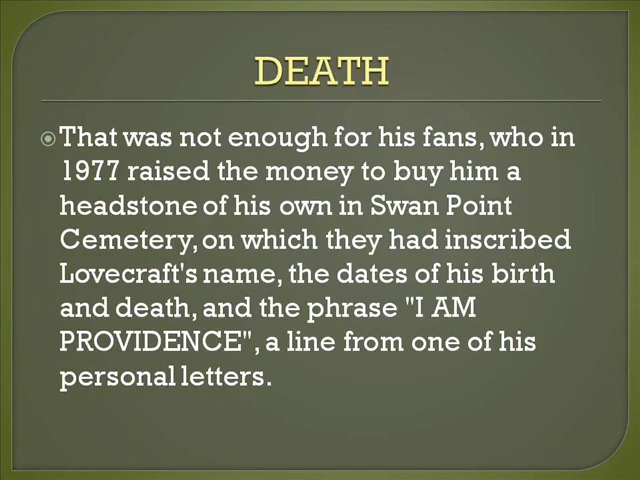 DEATH
That was not enough for his fans, who in
1977 raised the money to buy him a
headstone of his own in Swan Point
Cemetery, on which they had inscribed
Lovecraft's name, the dates of his birth
and death, and the phrase "I AM
PROVIDENCE", a line from one of his
personal letters.